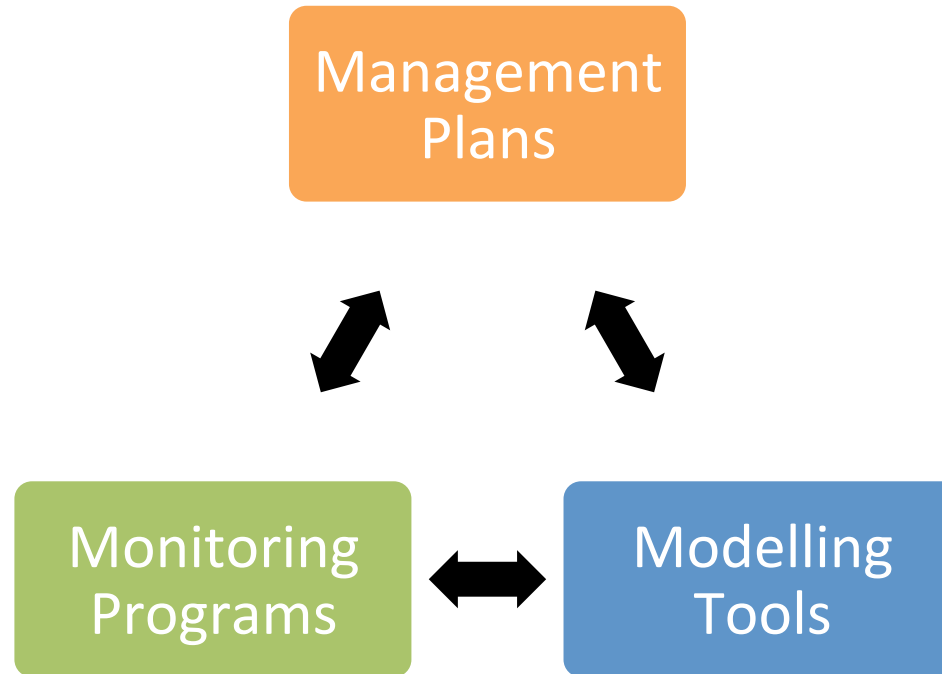 Management
Plans
Monitoring
Programs
Modelling
Tools